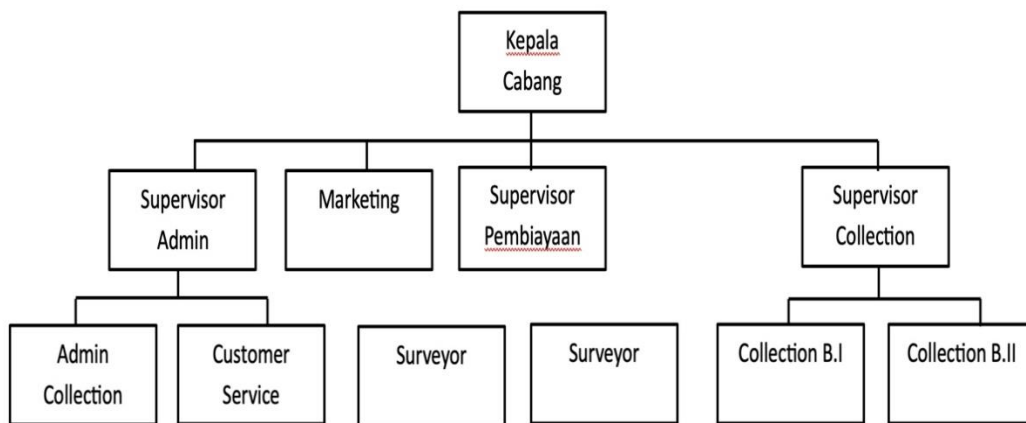 Kepala
Cabang
Supervisor
Admin
Marketing
Supervisor
Pembiayaan
Supervisor
Collection
Admin
Collection
Customer
Service
Surveyor
Surveyor
Collection B.I
Collection B.II